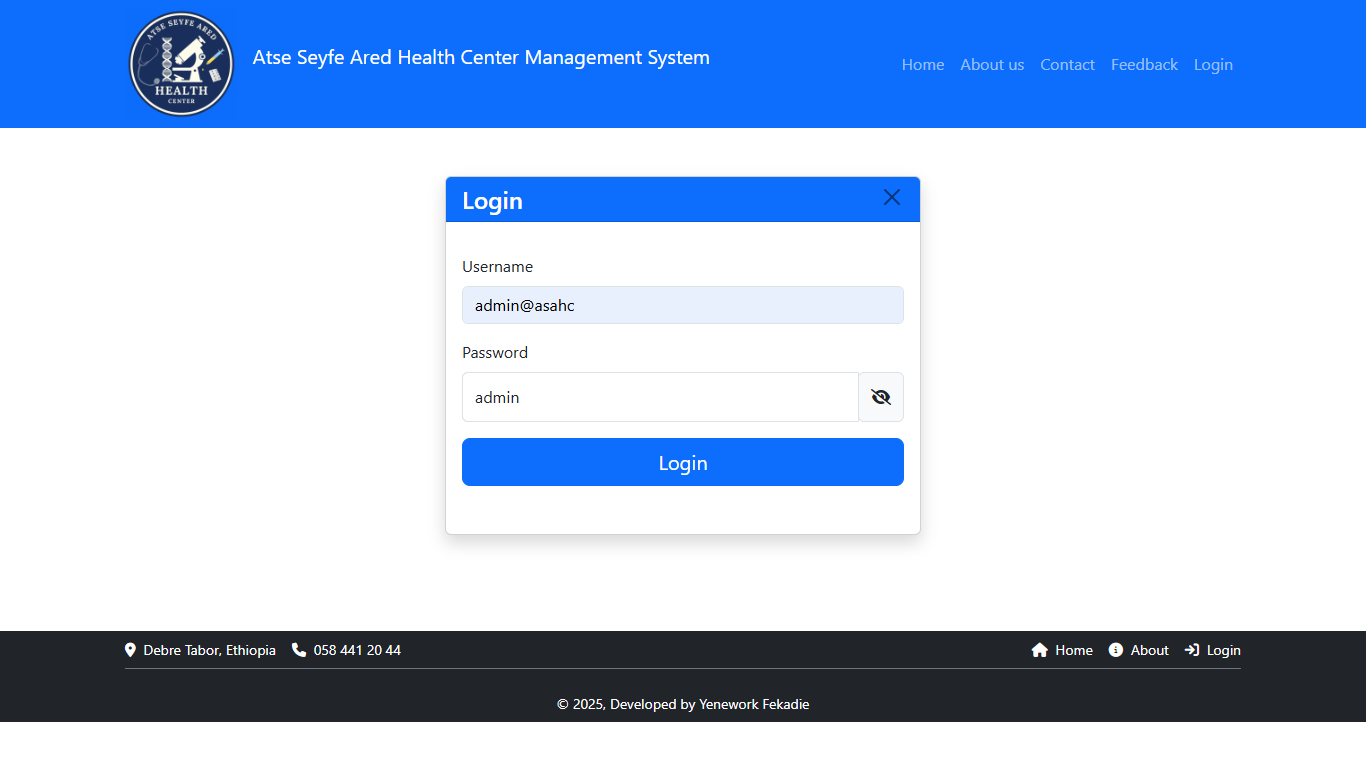 ATSE SEYFE ARED
HEALTH
CENTER
Atse Seyfe Ared Health Center Management System
Home About us Contact Feedback Login
Login
Username
admin@asahc
Password
admin
Login
Debre Tabor, Ethiopia 058 441 20 44 Home About Login
© 2025, Developed by Yenework Fekadie